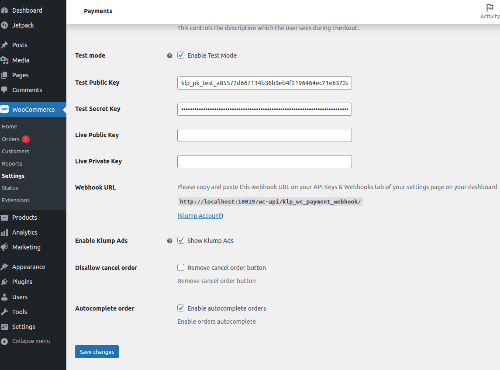 Dashboard
Jetpack
Posts
Media
Pages
Comments
WooCommerce
Home
Orders 1
Customers
Reports
Settings
Status
Extensions
Products
Analytics
Marketing
Appearance
Plugins
Users
Tools
Settings
Collapse menu
Payments
Activity
This controls the description which the user sees during checkout.
Test mode
Enable Test Mode
Test Public Key
Test Secret Key
Live Public Key
Live Private Key
Webhook URL
Please copy and paste this webhook URL on your API Keys & Webhooks tab of your settings page on your dashboard
http://localhost:10019/wc-api/klp_wc_payment_webhook/
(Klump Account)
Enable Klump Ads
Show Klump Ads
Disallow cancel order
Remove cancel order button
Remove cancel order button
Autocomplete order
Enable autocomplete orders
Enable orders autocomplete
Save changes